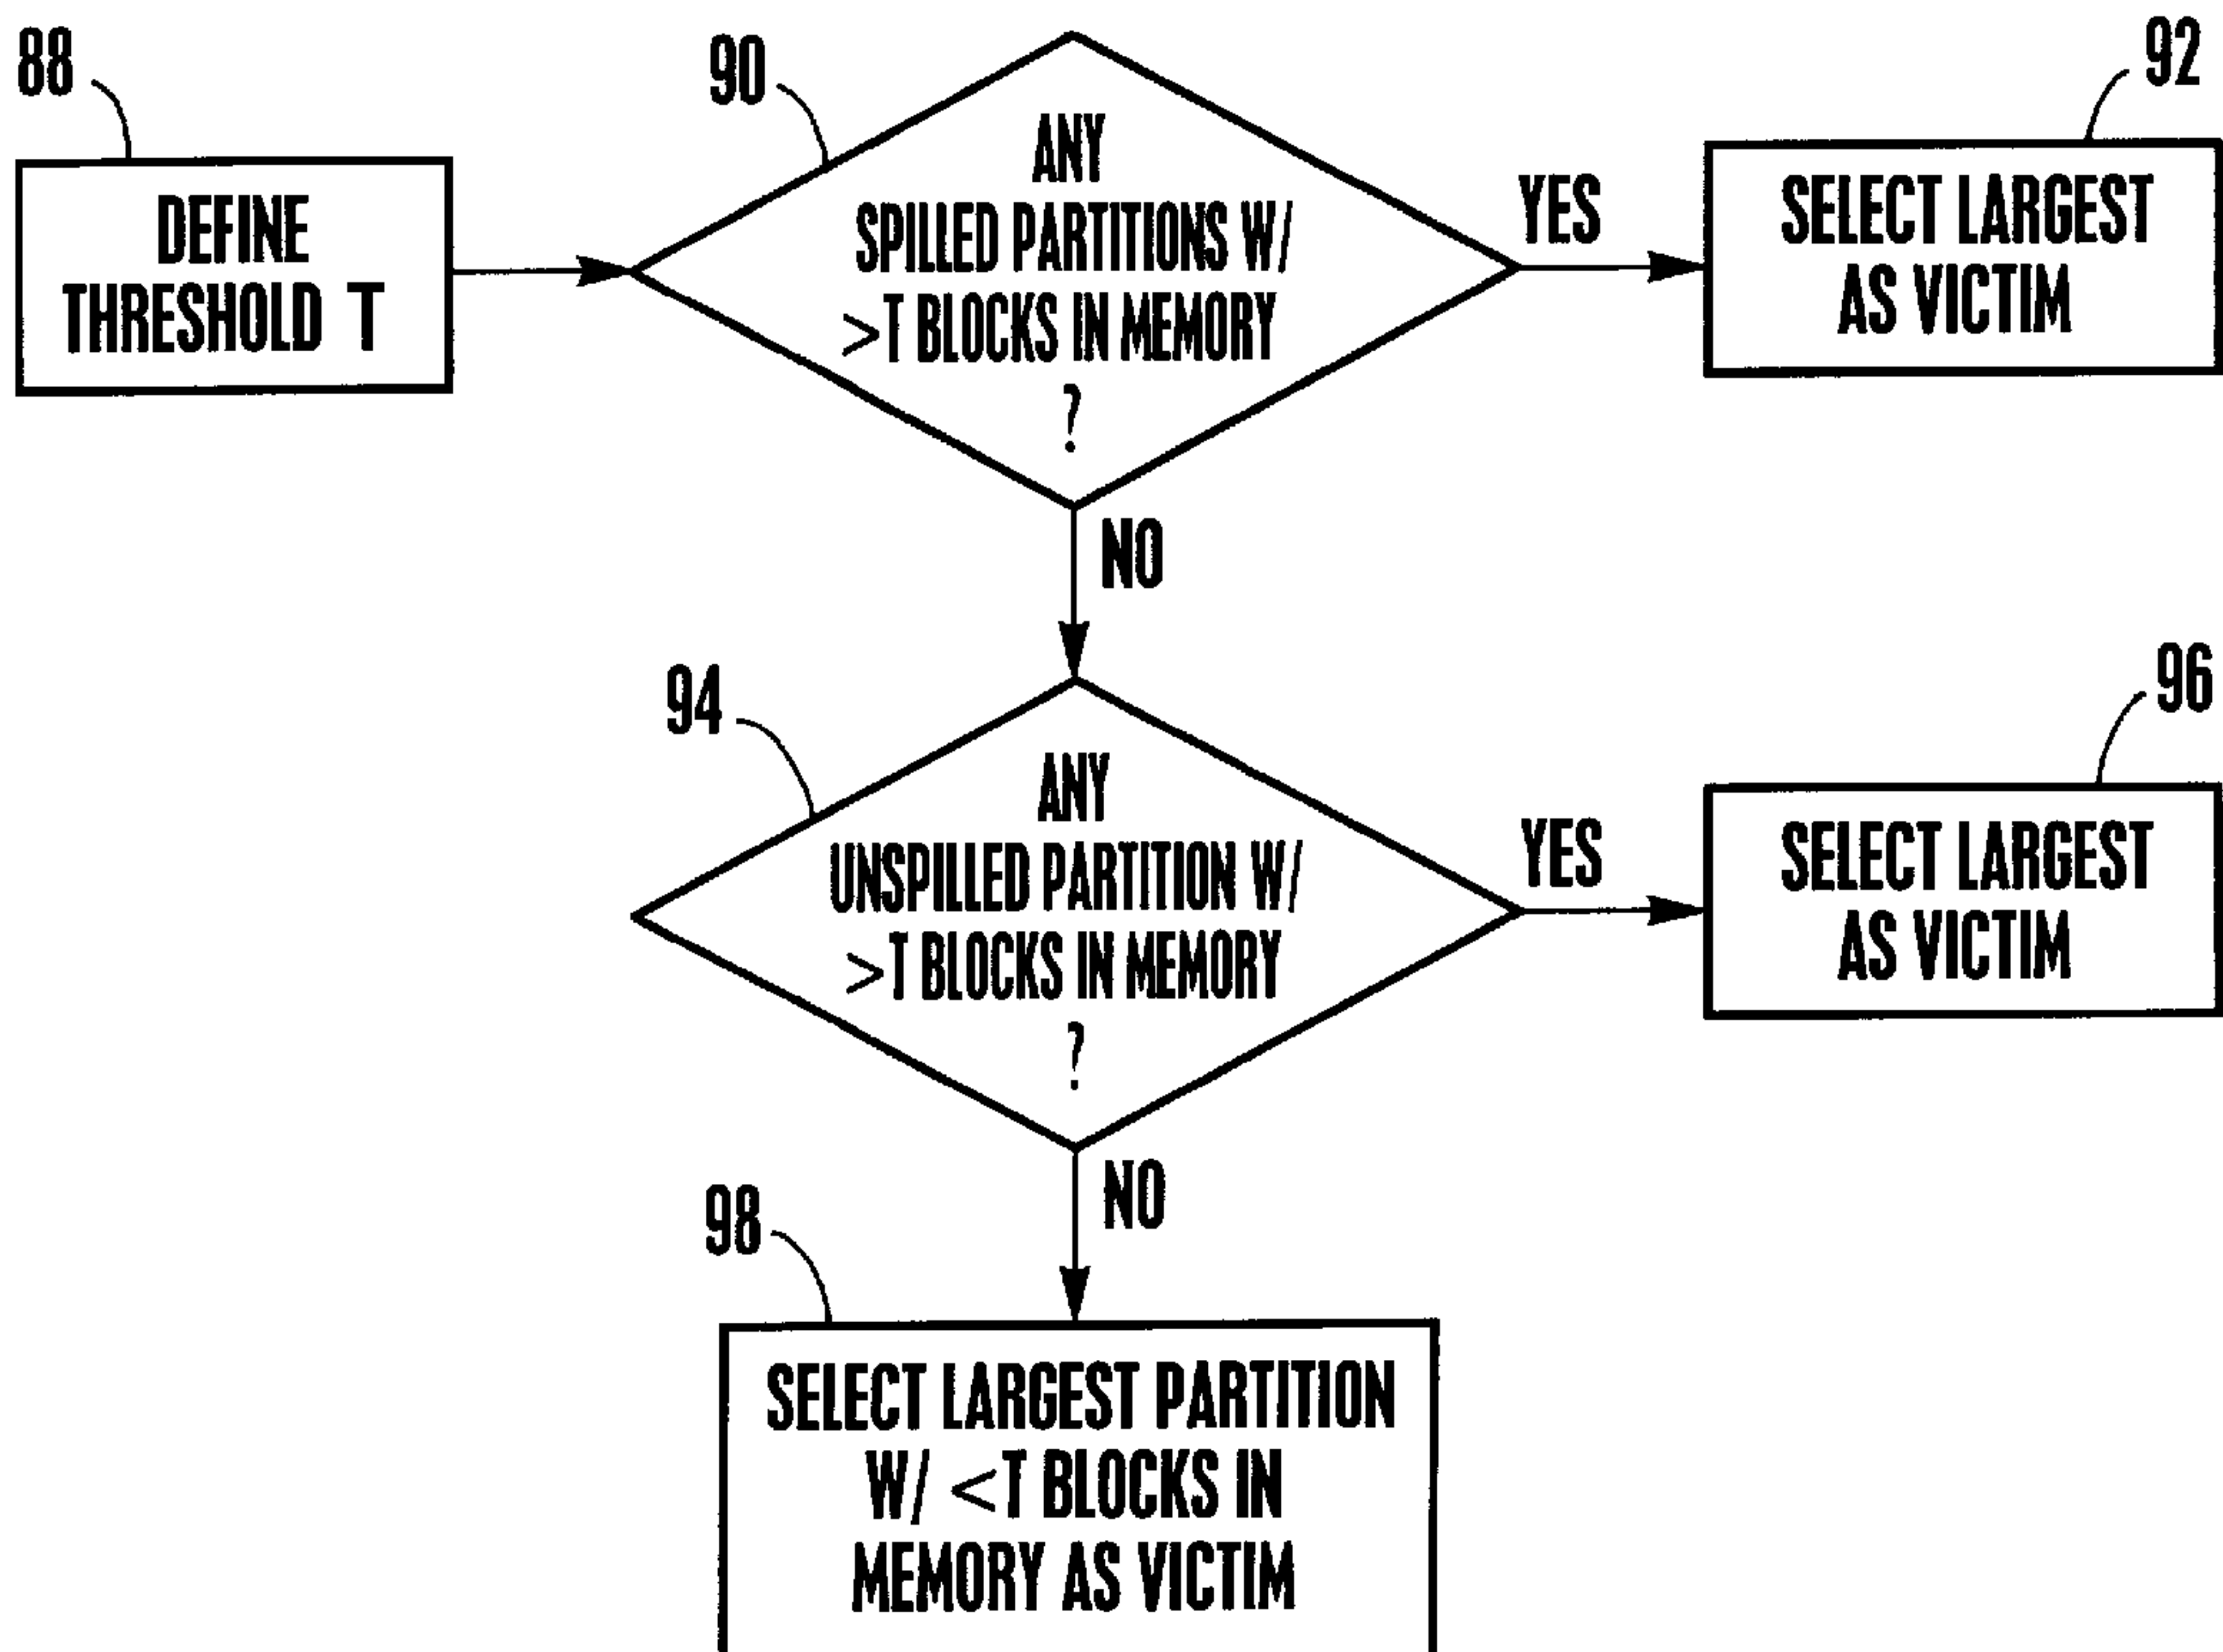 88
DEFINE
THRESHOLD T
90
ANY
SPILLED PARTITIONS W/
>T BLOCKS IN MEMORY
?
YES
92
SELECT LARGEST
AS VICTIM
NO
94
ANY
UNSPILLED PARTITION W/
>T BLOCKS IN MEMORY
?
YES
96
SELECT LARGEST
AS VICTIM
NO
98
SELECT LARGEST PARTITION
W/ <T BLOCKS IN
MEMORY AS VICTIM